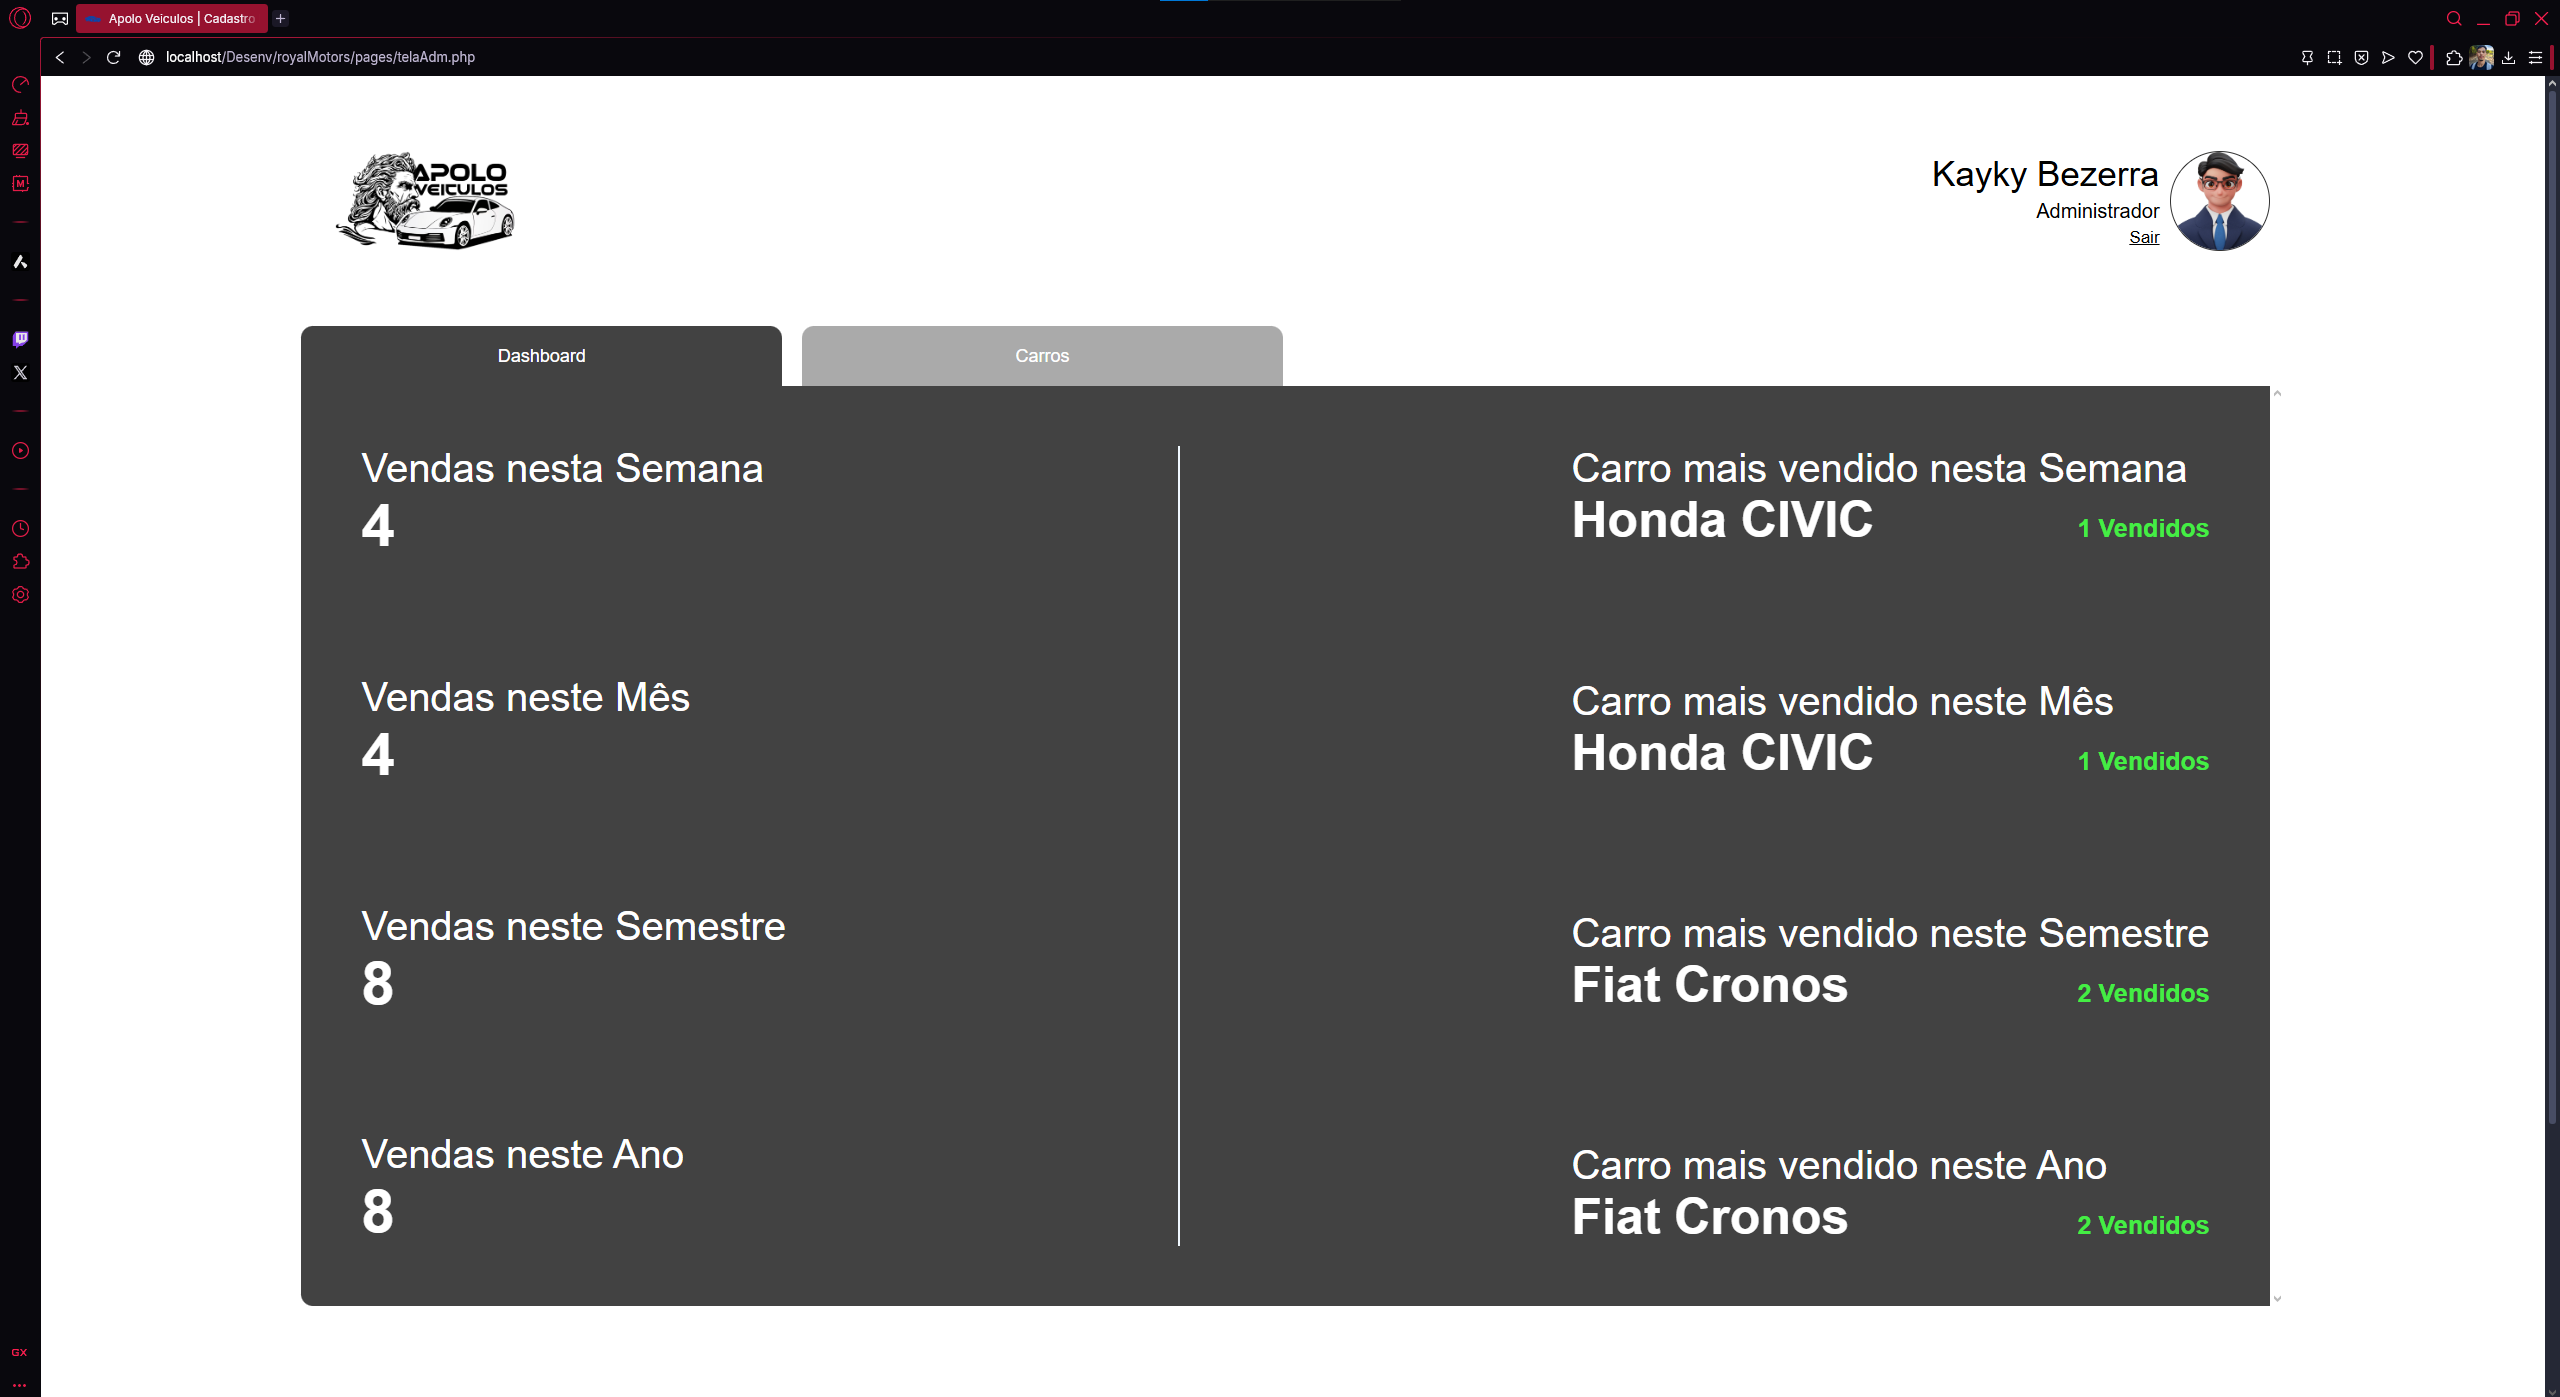 Apolo Veículos | Cadastro
localhost/Desenv/royalMotors/pages/telaAdm.php
APOLO
VEICULOS
Kayky Bezerra
Administrador
Sair
Dashboard
Carros
Vendas nesta Semana
4
Vendas neste Mês
4
Vendas neste Semestre
8
Vendas neste Ano
8
Carro mais vendido nesta Semana
Honda CIVIC 1 Vendidos
Carro mais vendido neste Mês
Honda CIVIC 1 Vendidos
Carro mais vendido neste Semestre
Fiat Cronos 2 Vendidos
Carro mais vendido neste Ano
Fiat Cronos 2 Vendidos
GX